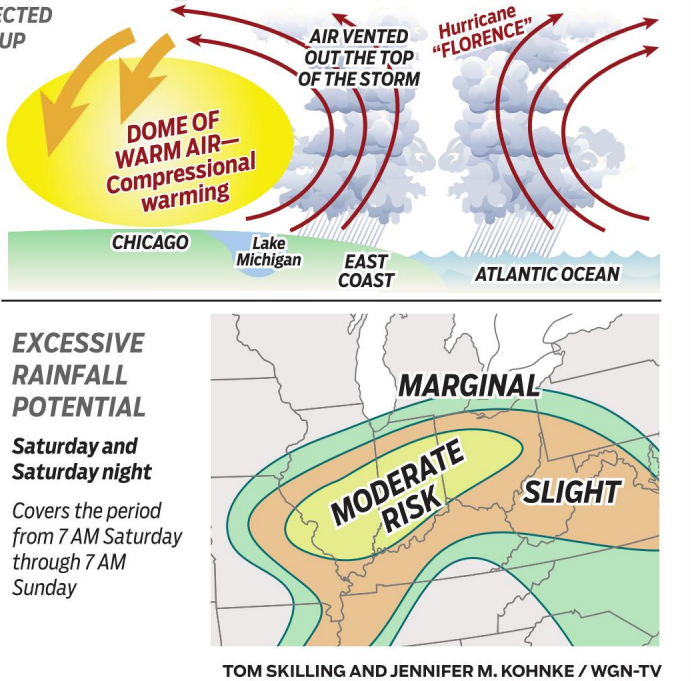 ECTED
UP
AIR VENTED
OUT THE TOP
OF THE STORM
Hurricane
“FLORENCE”
DOME OF
WARM AIR—
Compressional
warming
CHICAGO
Lake
Michigan
EAST
COAST
ATLANTIC OCEAN
EXCESSIVE
RAINFALL
POTENTIAL
Saturday and
Saturday night
Covers the period
from 7 AM Saturday
through 7 AM
Sunday
MARGINAL
MODERATE
RISK
SLIGHT
TOM SKILLING AND JENNIFER M. KOHNKE / WGN-TV